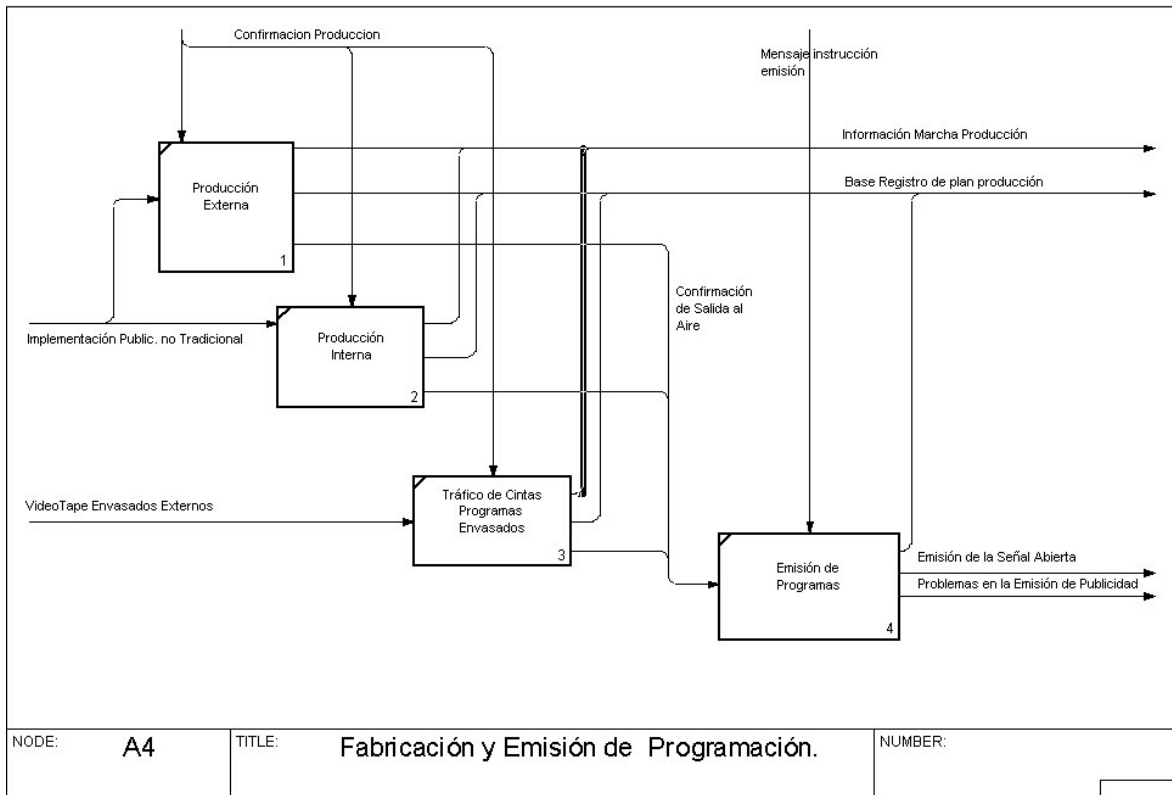 Confirmacion Produccion
Mensaje instrucción
emisión
Información Marcha Producción
Producción
Externa
1
Base Registro de plan producción
Confirmación
de Salida al
Aire
Implementación Public. no Tradicional
Producción
Interna
2
VideoTape Envasados Externos
Tráfico de Cintas
Programas
Envasados
3
Emisión de
Programas
4
Emisión de la Señal Abierta
Problemas en la Emisión de Publicidad
NODE: A4
TITLE: Fabricación y Emisión de Programación.
NUMBER: